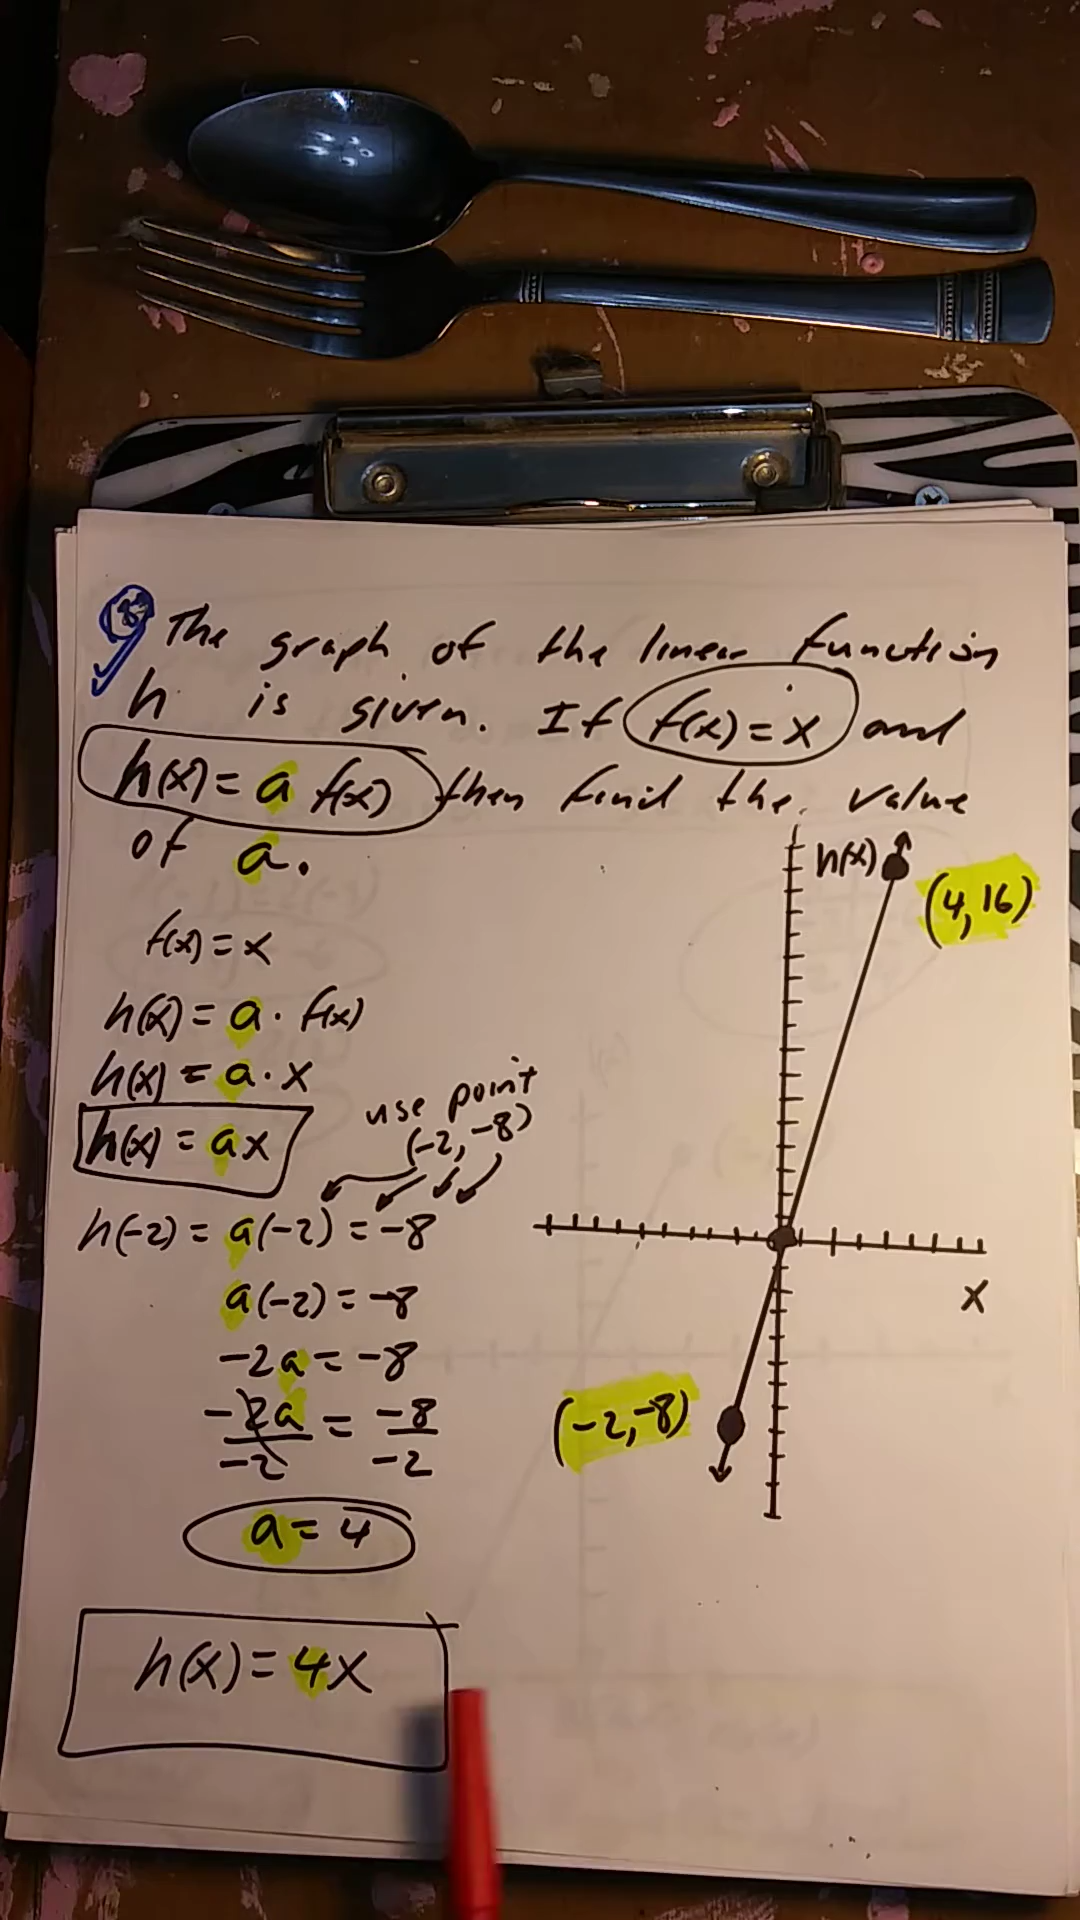 8 The graph of the linear function
h is given. If f(x) = x and
h(x) = a f(x) then find the value
of a.
f(x) = x
h(x) = a · f(x)
h(x) = a · x
h(x) = ax
use point
(-2, -8)
h(-2) = a(-2) = -8
a(-2) = -8
-2a = -8
-2a/-2 = -8/-2
a = 4
h(x) = 4x
h(x)
(4, 16)
x
(-2, -8)